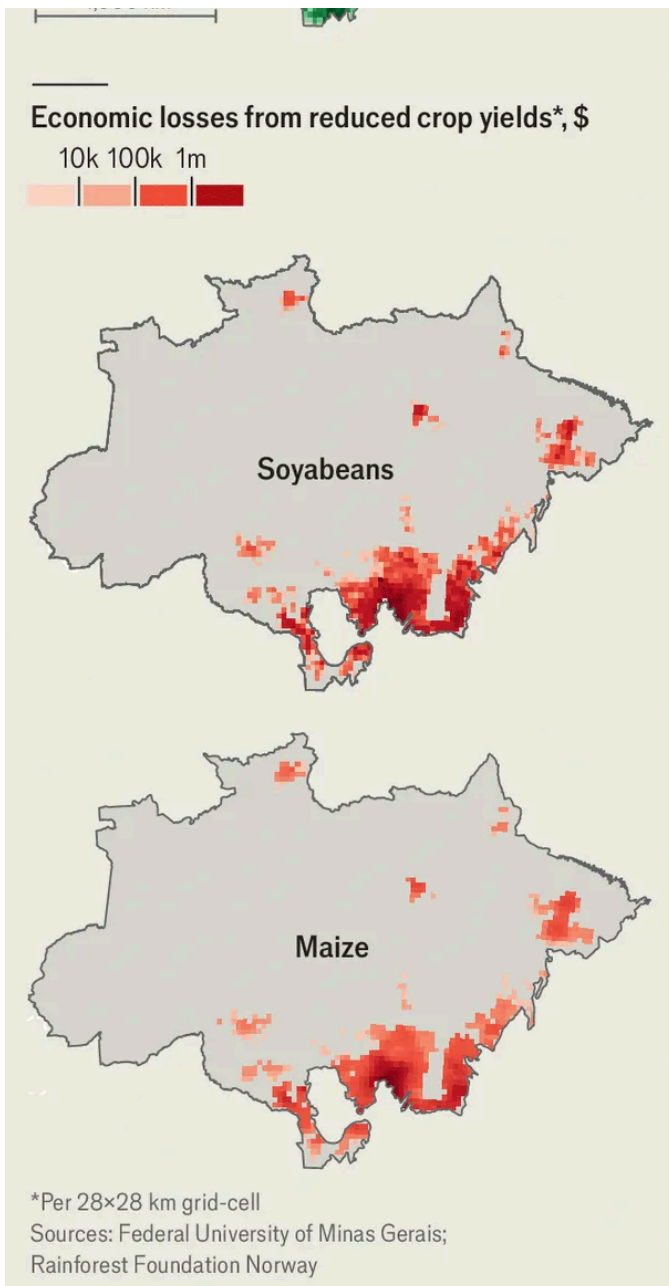 Economic losses from reduced crop yields*, $
10k 100k 1m
Soyabeans
Maize
*Per 28×28 km grid-cell
Sources: Federal University of Minas Gerais;
Rainforest Foundation Norway